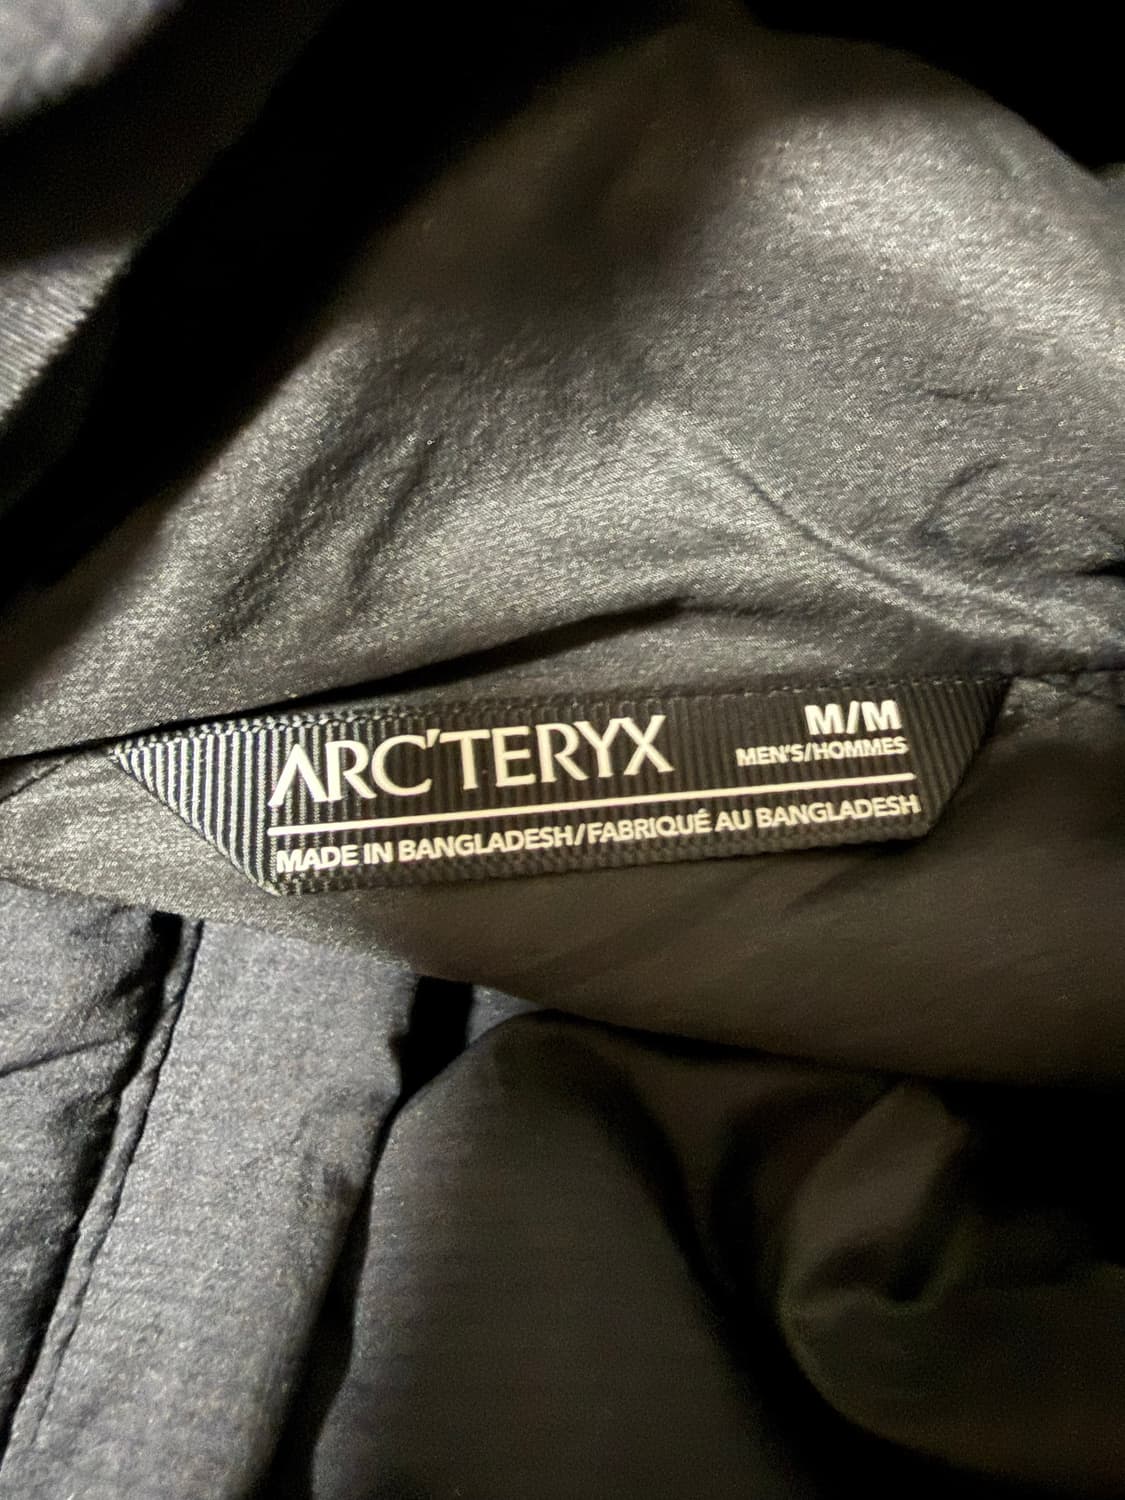 ARC'TERYX
M/M
MEN'S/HOMMES
MADE IN BANGLADESH/FABRIQUÉ AU BANGLADESH